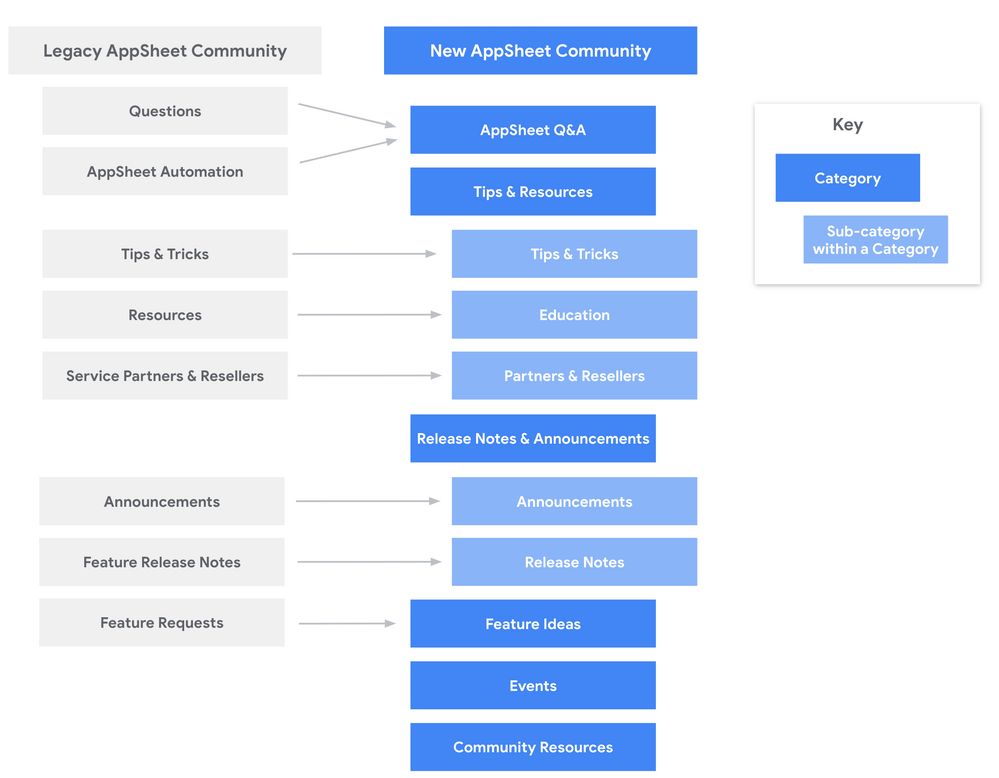 Legacy AppSheet Community
New AppSheet Community
Questions
AppSheet Q&A
AppSheet Automation
Tips & Resources
Tips & Tricks
Tips & Tricks
Resources
Education
Service Partners & Resellers
Partners & Resellers
Release Notes & Announcements
Announcements
Announcements
Feature Release Notes
Release Notes
Feature Requests
Feature Ideas
Events
Community Resources
Key
Category
Sub-category
within a Category